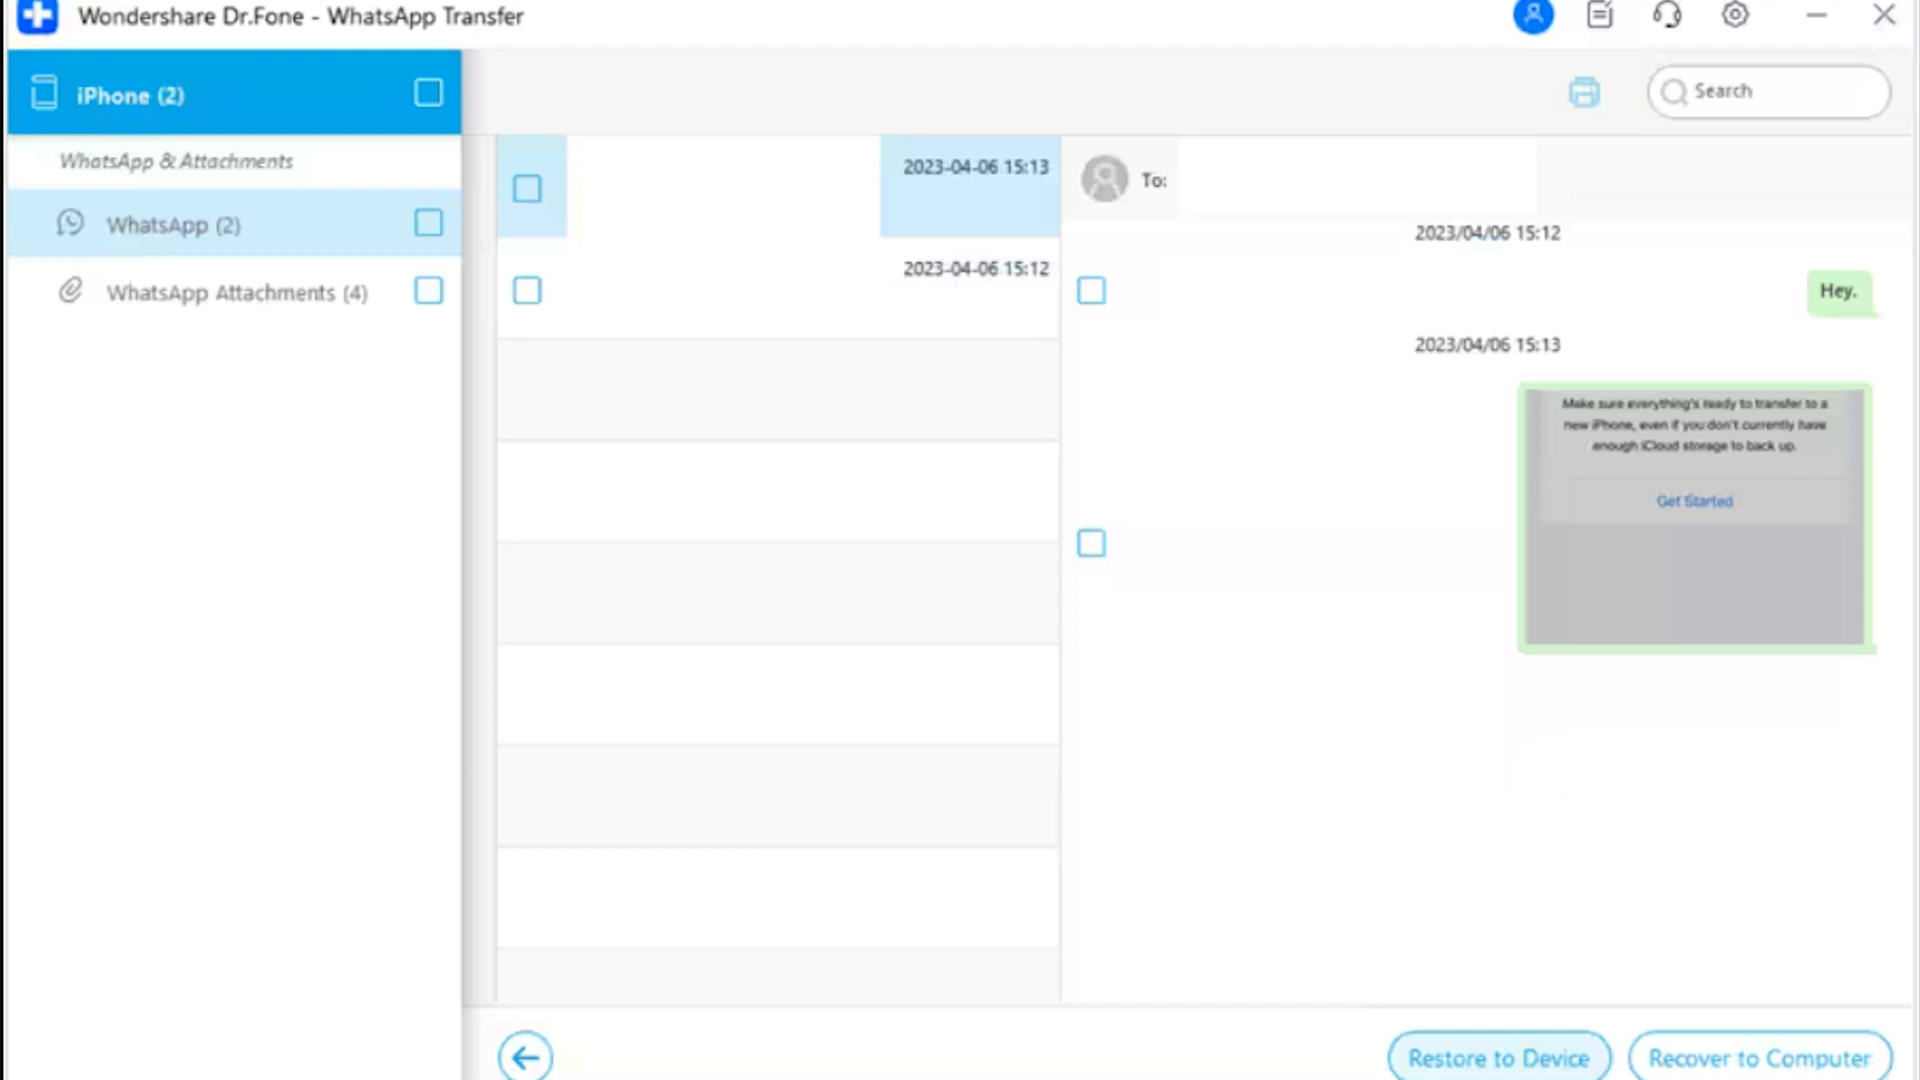 Wondershare Dr.Fone - WhatsApp Transfer
iPhone (2)
Search
WhatsApp & Attachments
WhatsApp (2)
WhatsApp Attachments (4)
2023-04-06 15:13
2023-04-06 15:12
To:
2023/04/06 15:12
Hey.
2023/04/06 15:13
Make sure everything's ready to transfer to a
new iPhone, even if you don't currently have
enough iCloud storage to back up.
Get Started
Restore to Device
Recover to Computer